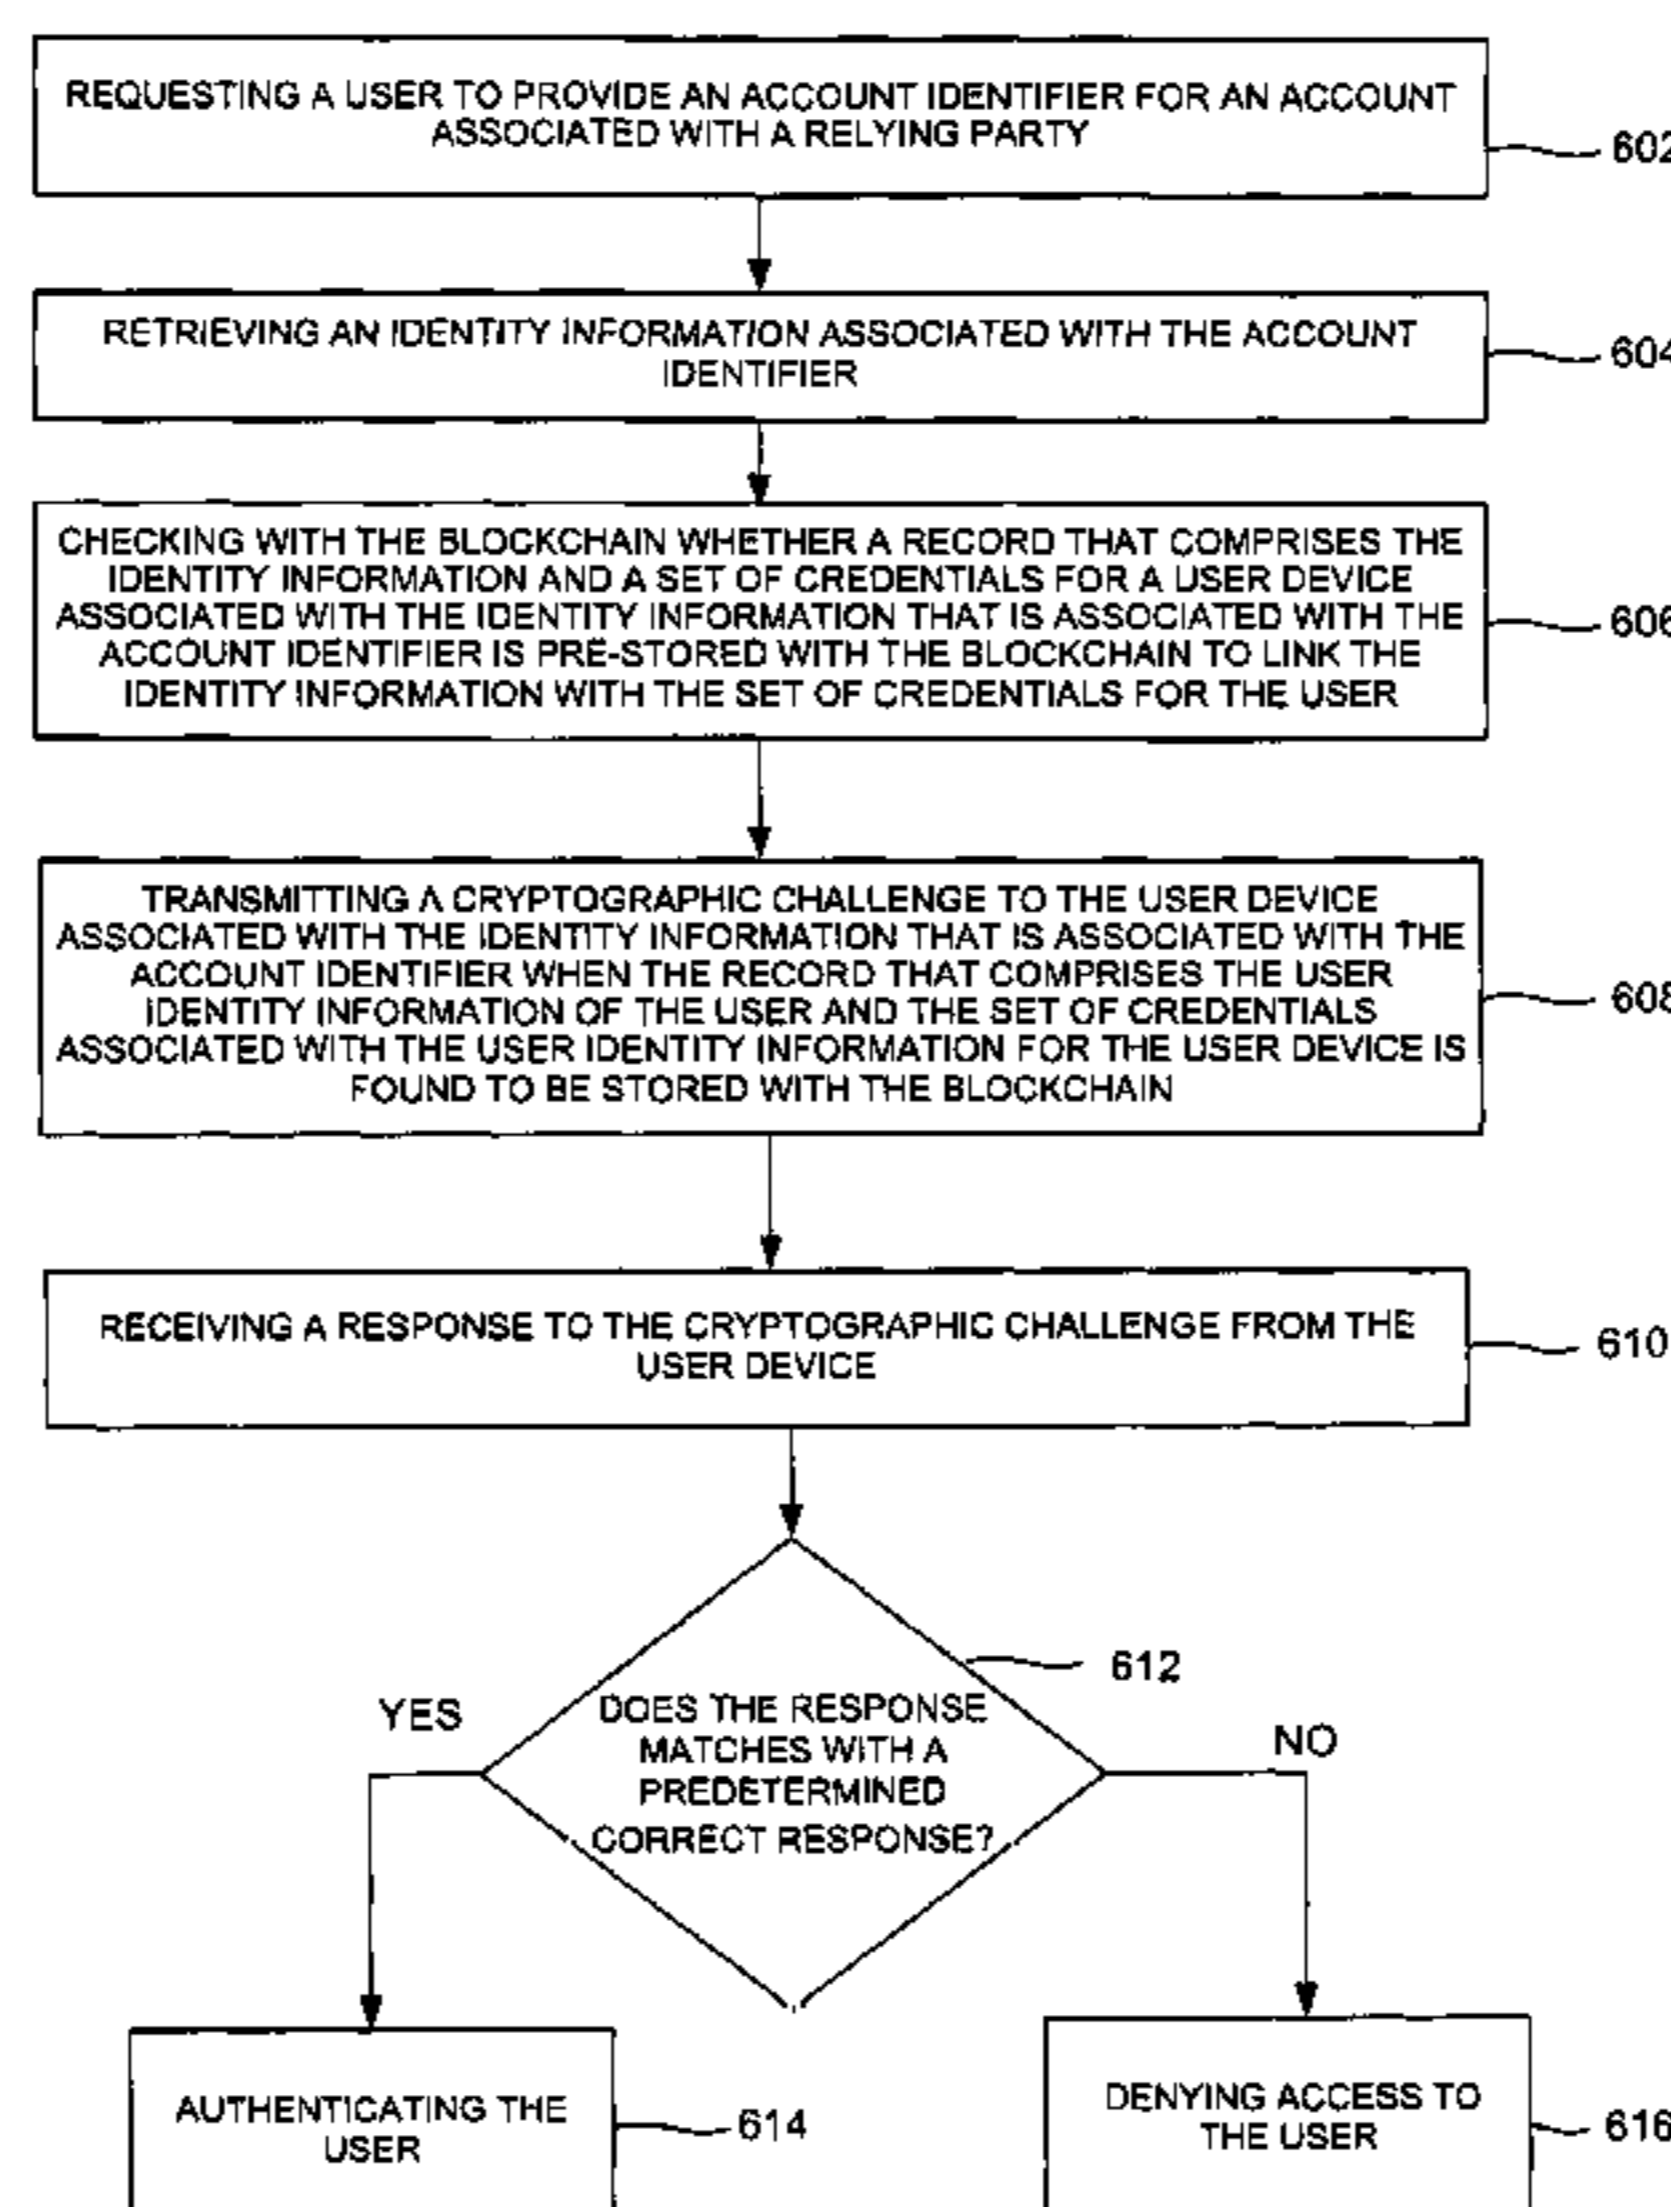 REQUESTING A USER TO PROVIDE AN ACCOUNT IDENTIFIER FOR AN ACCOUNT
ASSOCIATED WITH A RELYING PARTY
602
RETRIEVING AN IDENTITY INFORMATION ASSOCIATED WITH THE ACCOUNT
IDENTIFIER
604
CHECKING WITH THE BLOCKCHAIN WHETHER A RECORD THAT COMPRISES THE
IDENTITY INFORMATION AND A SET OF CREDENTIALS FOR A USER DEVICE
ASSOCIATED WITH THE IDENTITY INFORMATION THAT IS ASSOCIATED WITH THE
ACCOUNT IDENTIFIER IS PRE-STORED WITH THE BLOCKCHAIN TO LINK THE
IDENTITY INFORMATION WITH THE SET OF CREDENTIALS FOR THE USER
606
TRANSMITTING A CRYPTOGRAPHIC CHALLENGE TO THE USER DEVICE
ASSOCIATED WITH THE IDENTITY INFORMATION THAT IS ASSOCIATED WITH THE
ACCOUNT IDENTIFIER WHEN THE RECORD THAT COMPRISES THE USER
IDENTITY INFORMATION OF THE USER AND THE SET OF CREDENTIALS
ASSOCIATED WITH THE USER IDENTITY INFORMATION FOR THE USER DEVICE IS
FOUND TO BE STORED WITH THE BLOCKCHAIN
608
RECEIVING A RESPONSE TO THE CRYPTOGRAPHIC CHALLENGE FROM THE
USER DEVICE
610
612
YES
DOES THE RESPONSE
MATCHES WITH A
PREDETERMINED
CORRECT RESPONSE?
NO
AUTHENTICATING THE
USER
614
DENYING ACCESS TO
THE USER
616